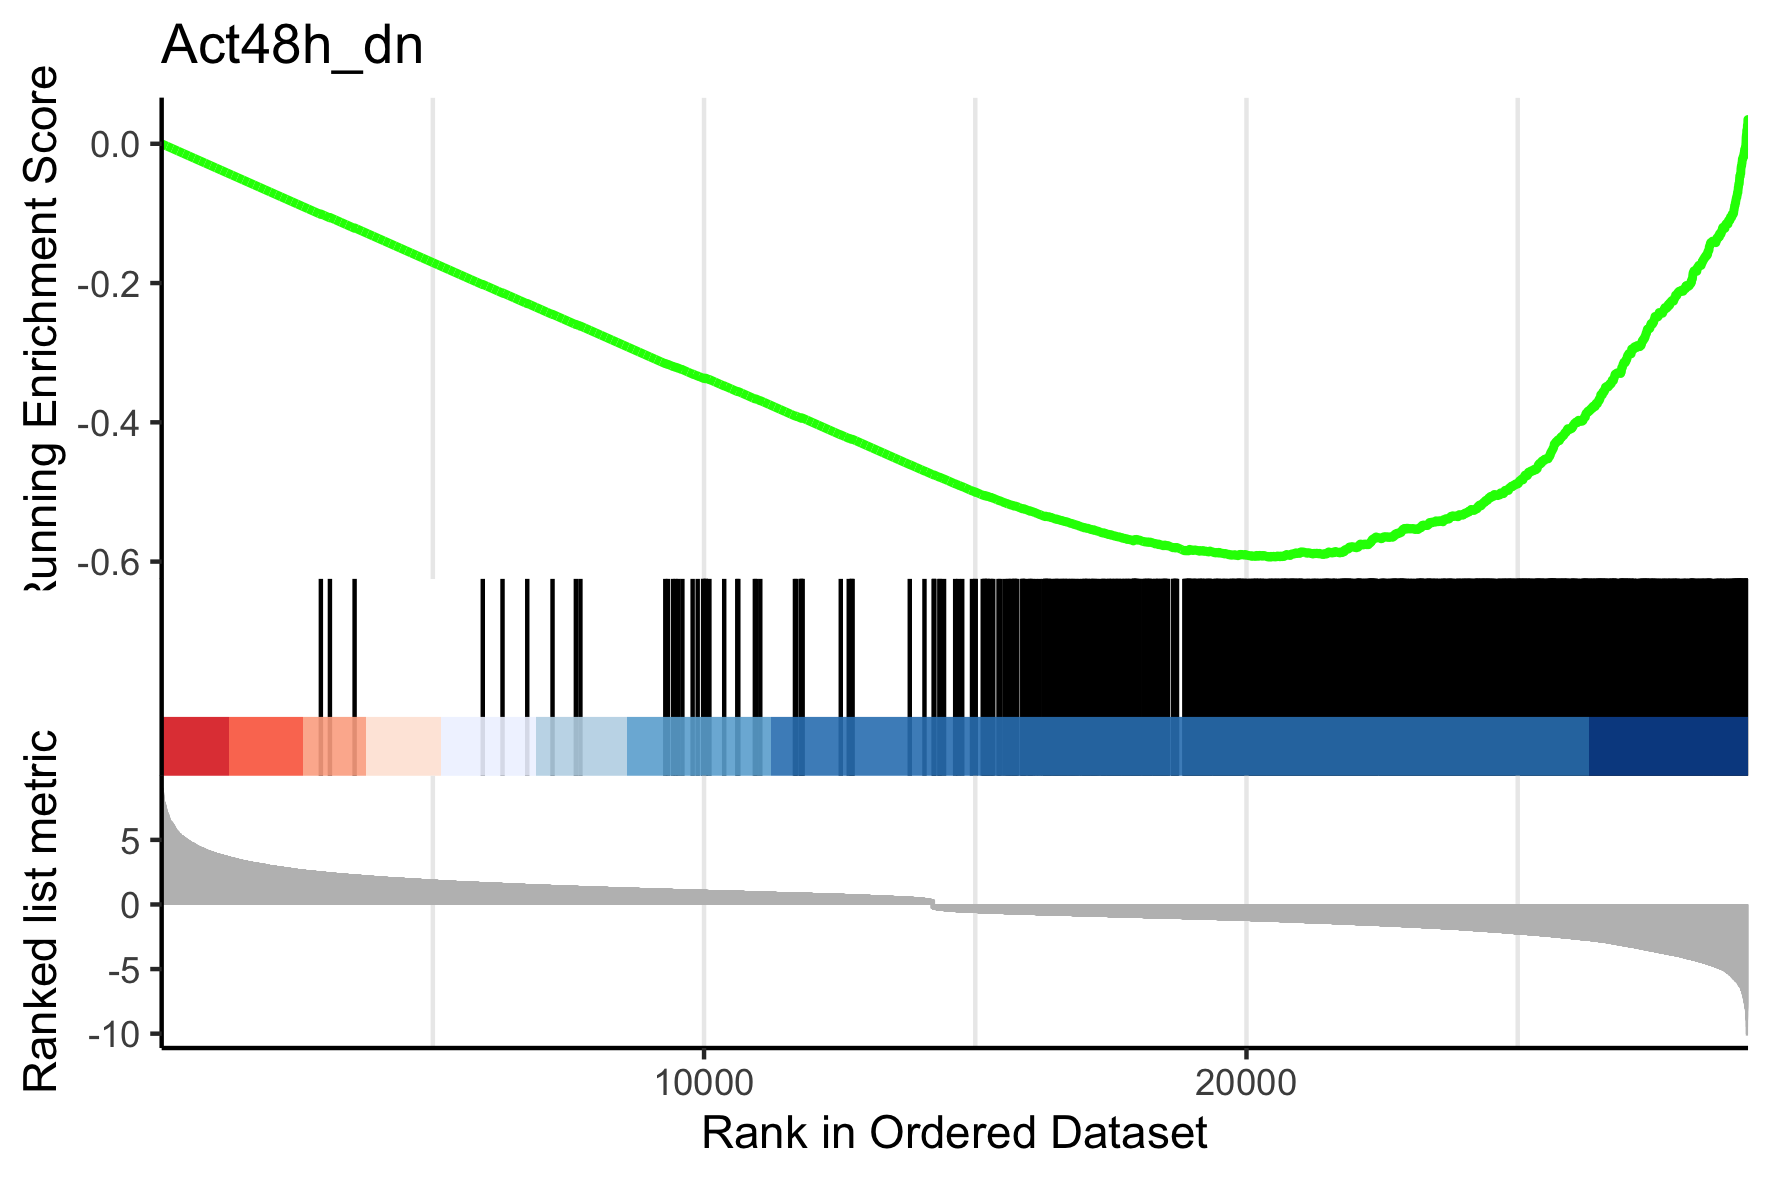 Act48h_dn
Running Enrichment Score
0.0
-0.2
-0.4
-0.6
Ranked list metric
5
0
-5
-10
10000
20000
Rank in Ordered Dataset